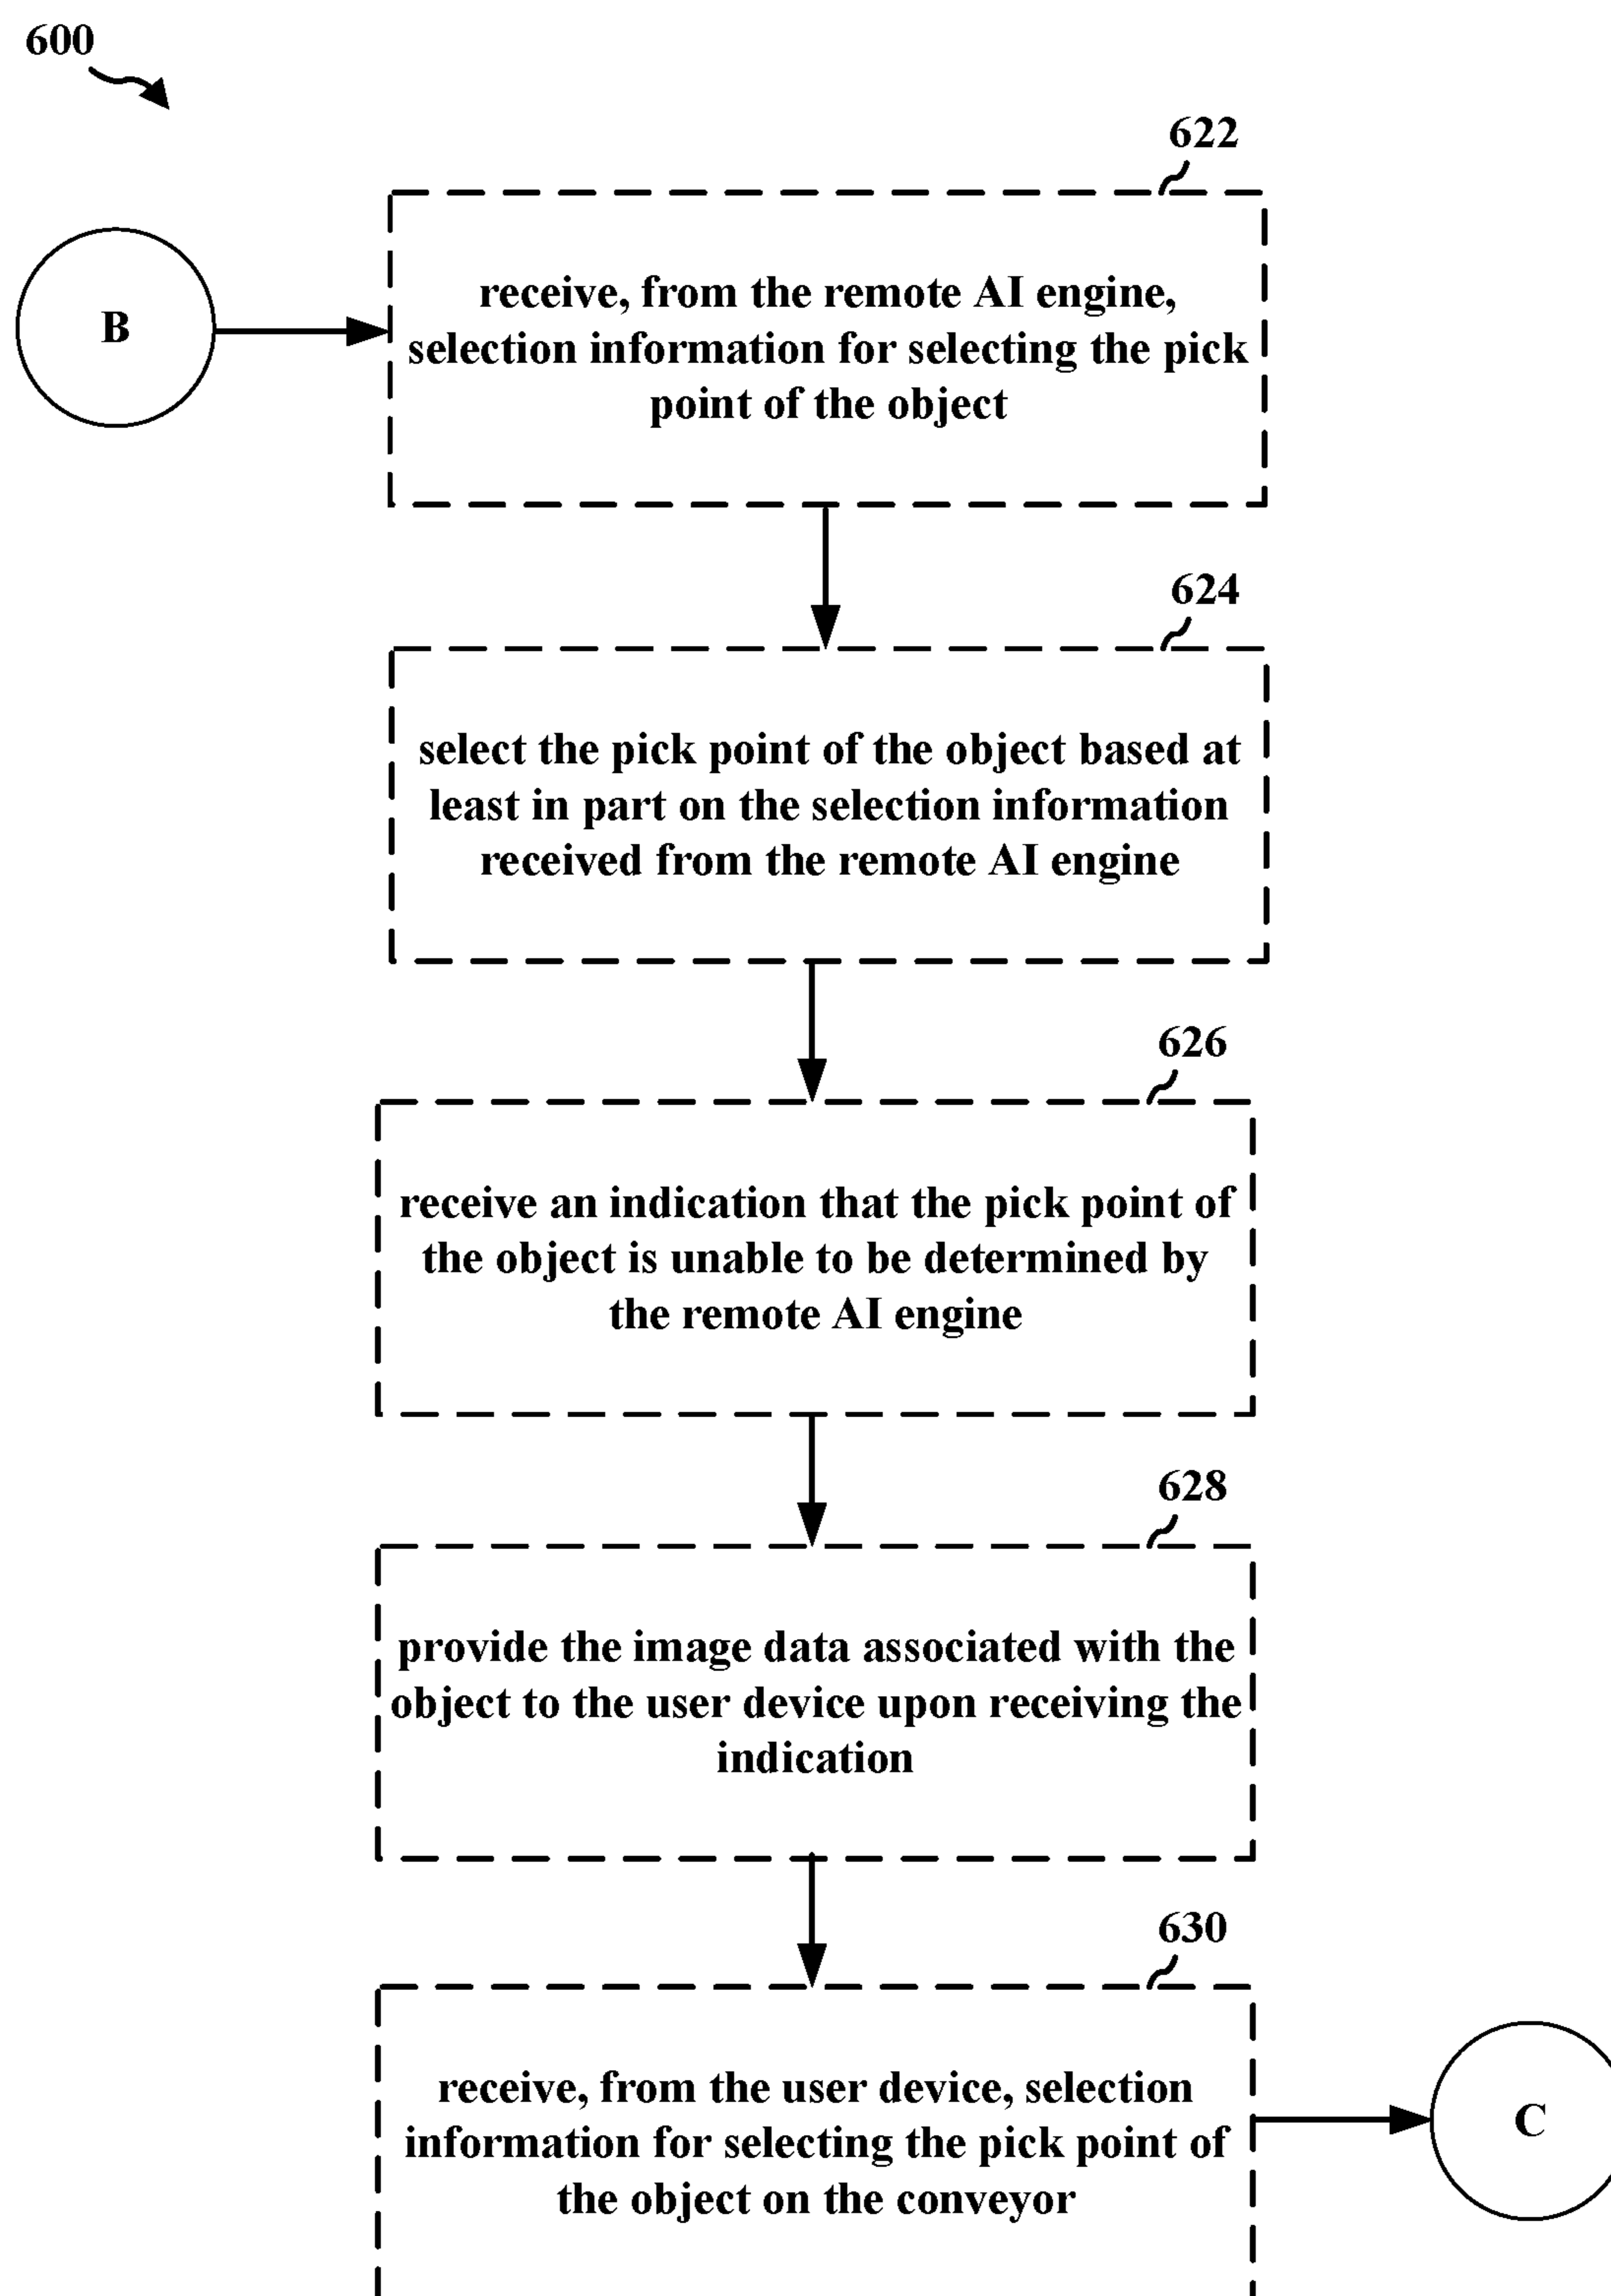 600
622
B
receive, from the remote AI engine,
selection information for selecting the pick
point of the object
624
select the pick point of the object based at
least in part on the selection information
received from the remote AI engine
626
receive an indication that the pick point of
the object is unable to be determined by
the remote AI engine
628
provide the image data associated with the
object to the user device upon receiving the
indication
630
receive, from the user device, selection
information for selecting the pick point of
the object on the conveyor
C